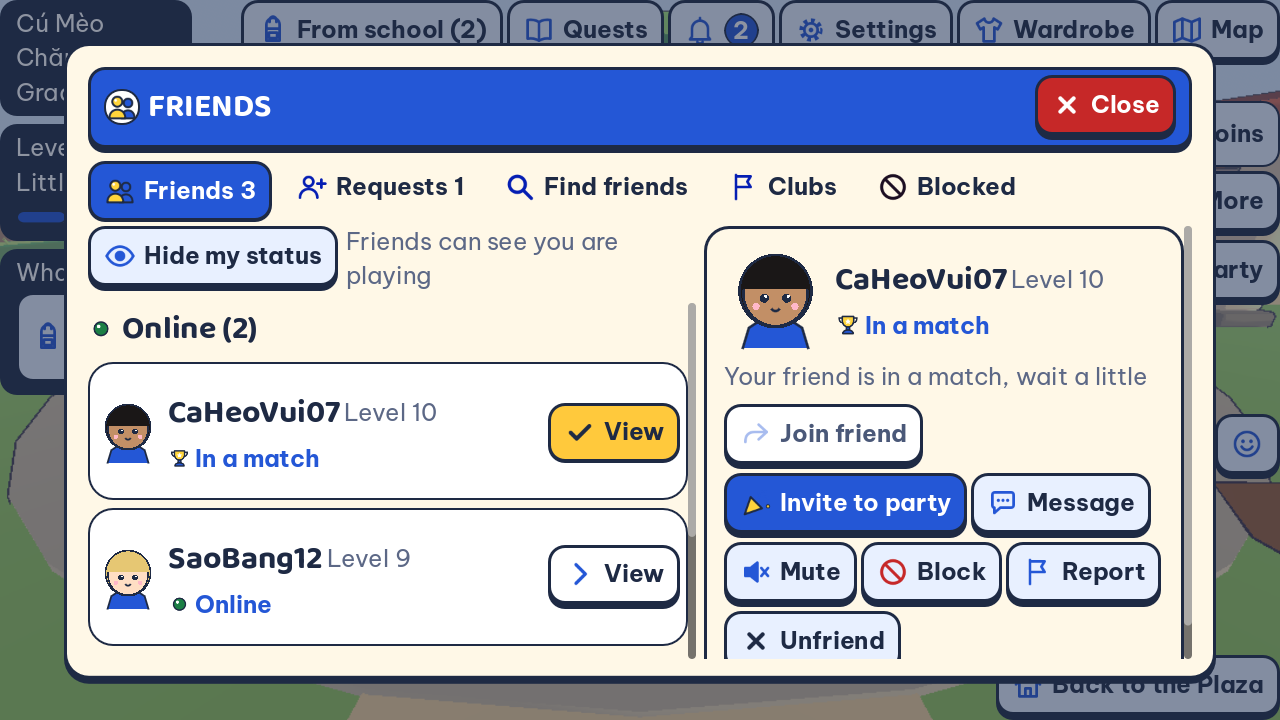 Cú Mèo
From school (2)
Quests
2
Settings
Wardrobe
Map
FRIENDS
Close
Friends 3
Requests 1
Find friends
Clubs
Blocked
Hide my status
Friends can see you are
playing
Online (2)
CaHeoVui07 Level 10
In a match
View
SaoBang12 Level 9
Online
View
CaHeoVui07 Level 10
In a match
Your friend is in a match, wait a little
Join friend
Invite to party
Message
Mute
Block
Report
Unfriend
Back to the Plaza